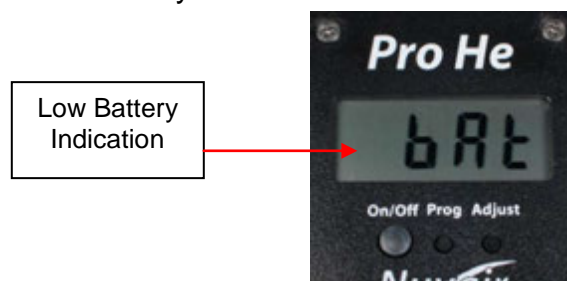 Low Battery
Indication
Pro He
bAt
On/Off Prog Adjust